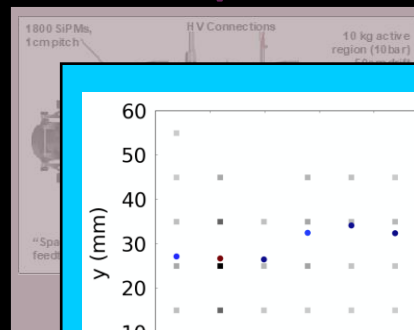 1800 SiPMs,
1cm pitch
HV Connections
10 kg active
region (10bar)
60
50
40
30
20
y (mm)